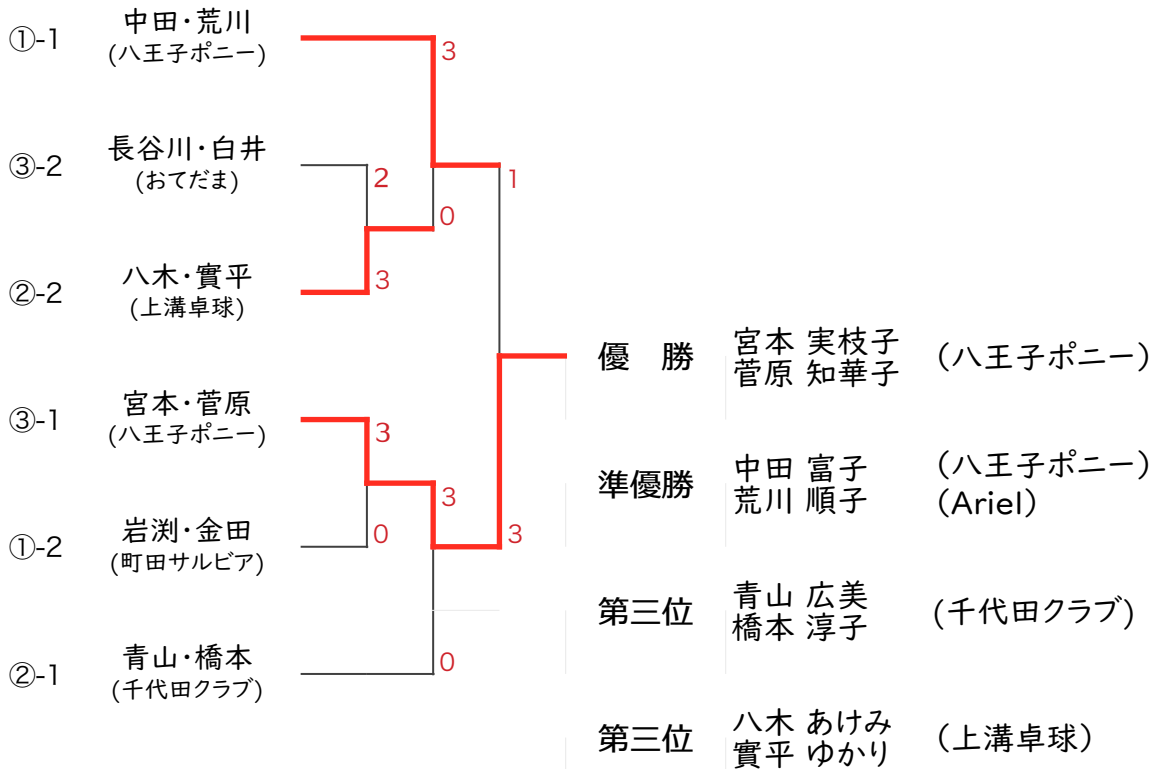 ①-1 中田・荒川
(八王子ポニー)
3
③-2 長谷川・白井
(おてだま)
2
1
0
②-2 八木・實平
(上溝卓球)
3
優　勝 宮本 実枝子
菅原 知華子
(八王子ポニー)
③-1 宮本・菅原
(八王子ポニー)
3
準優勝 中田 富子 (八王子ポニー)
荒川 順子 (Ariel)
3
①-2 岩渕・金田
(町田サルビア)
0
3
第三位 青山 広美
橋本 淳子
(千代田クラブ)
②-1 青山・橋本
(千代田クラブ)
0
第三位 八木 あけみ
實平 ゆかり
(上溝卓球)